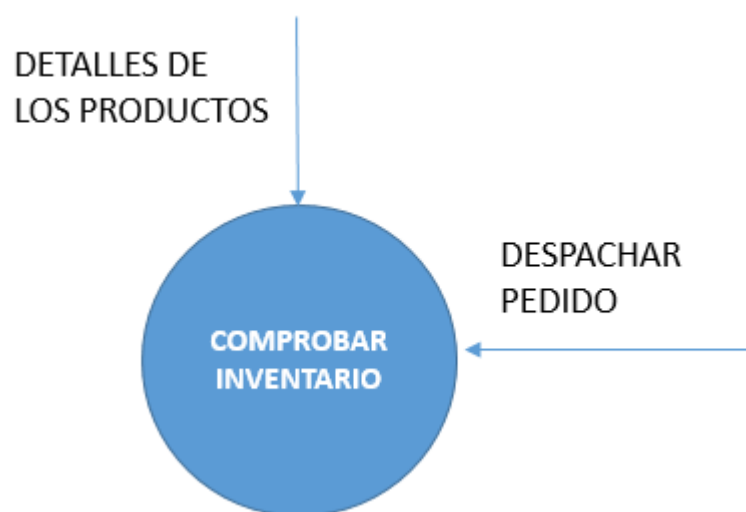 DETALLES DE
LOS PRODUCTOS
DESPACHAR
PEDIDO
COMPROBAR
INVENTARIO